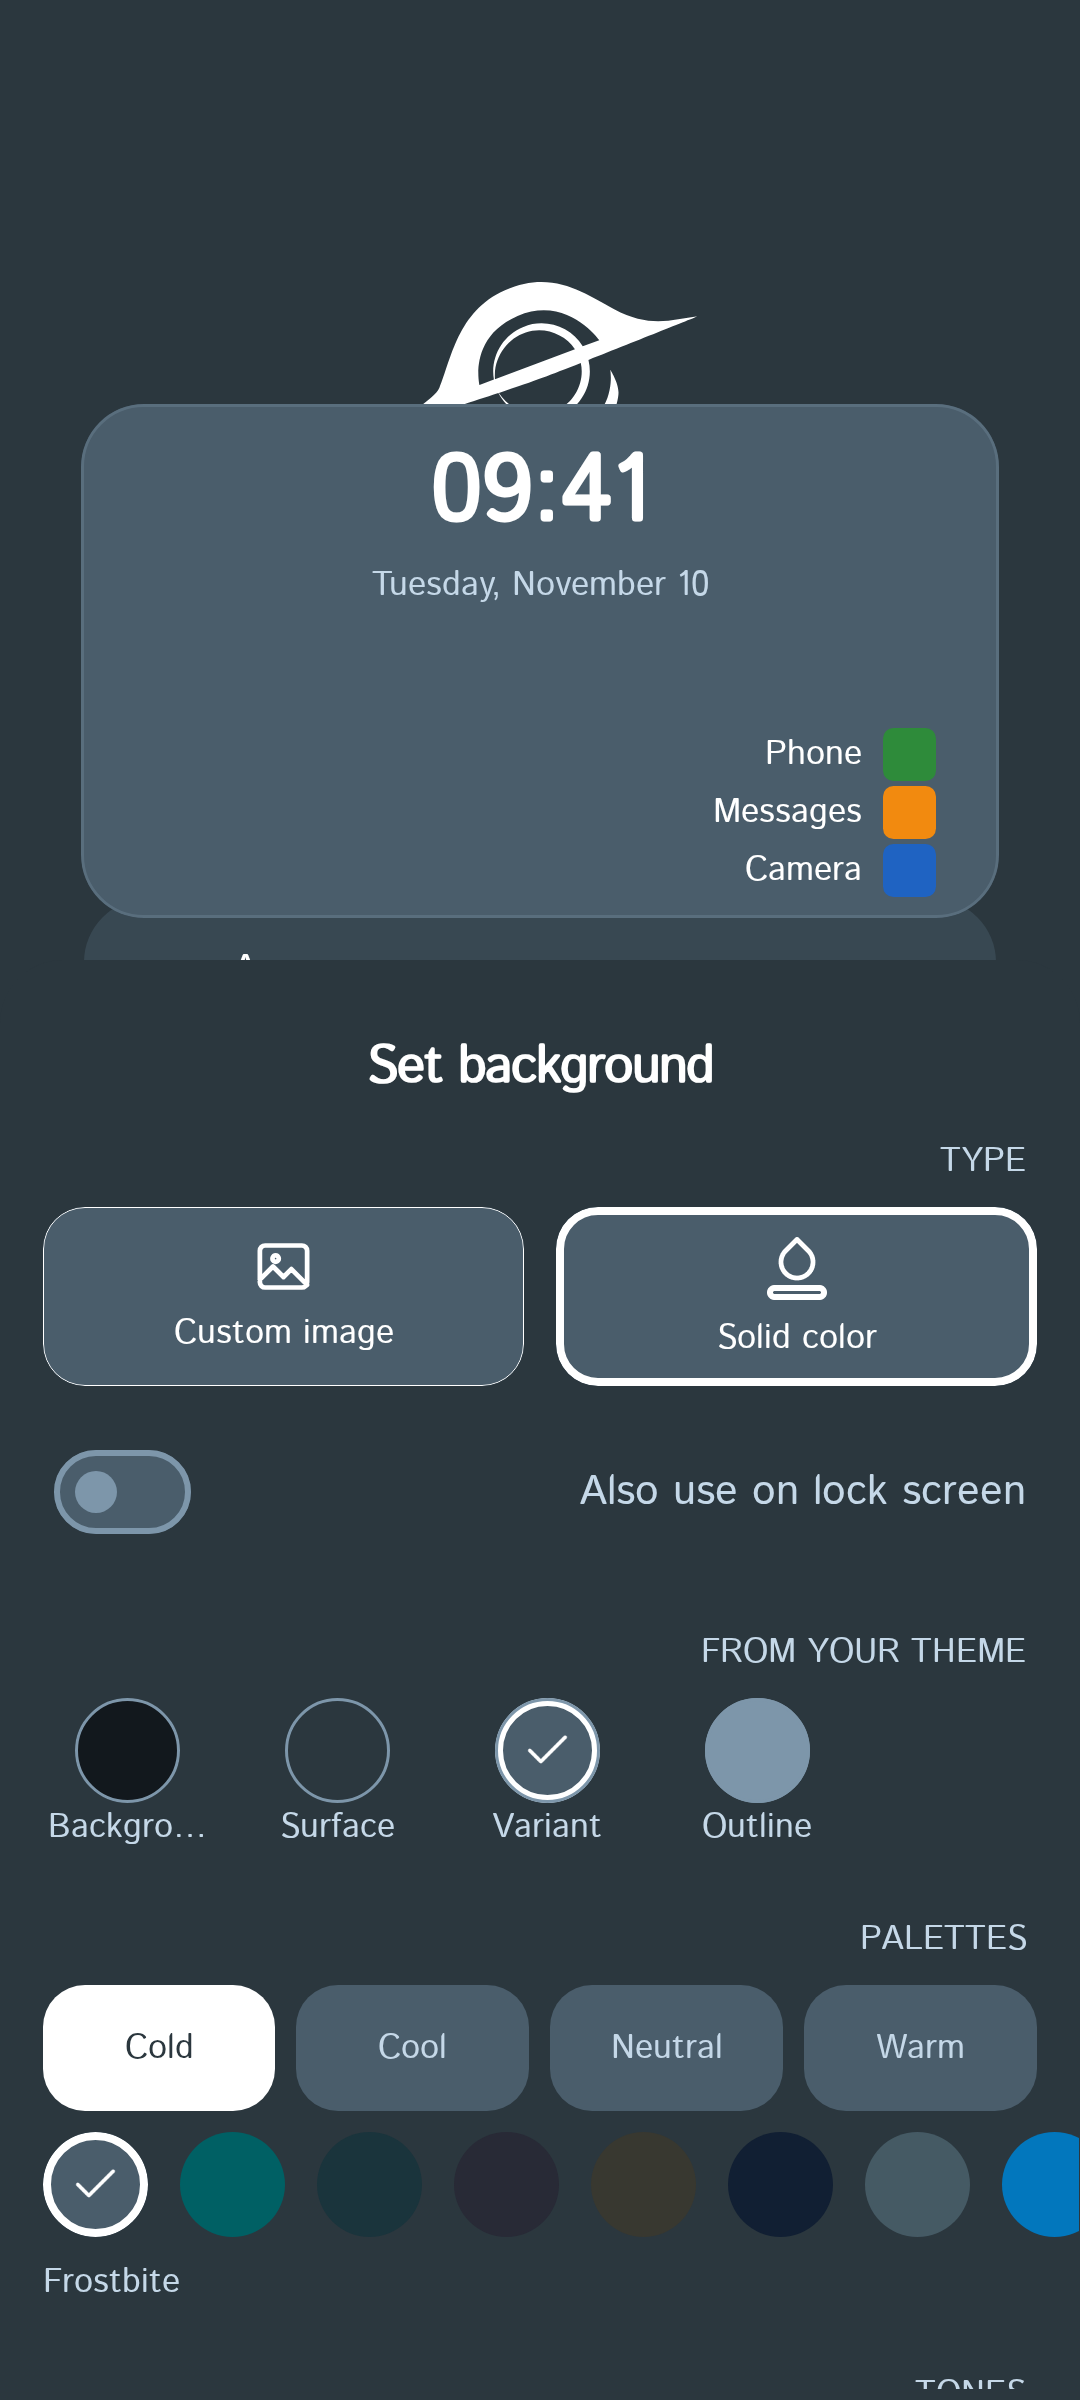 09:41
Tuesday, November 10
Phone
Messages
Camera
Set background
TYPE
Custom image
Solid color
Also use on lock screen
FROM YOUR THEME
Backgro...
Surface
Variant
Outline
PALETTES
Cold
Cool
Neutral
Warm
Frostbite
TONES